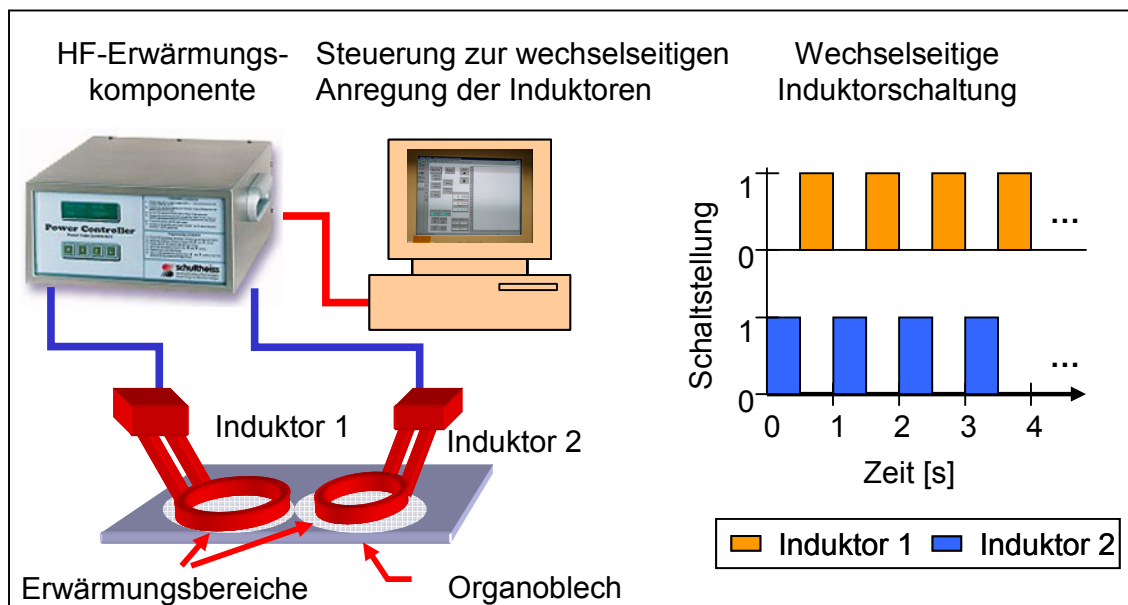 HF-Erwärmungs-
komponente
Steuerung zur wechselseitigen
Anregung der Induktoren
Wechselseitige
Induktorschaltung
Power Controller
schultheiss
Induktor 1
Induktor 2
Erwärmungsbereiche
Organoblech
Schaltstellung
1
0
...
1
0
...
0 1 2 3 4
Zeit [s]
Induktor 1 Induktor 2